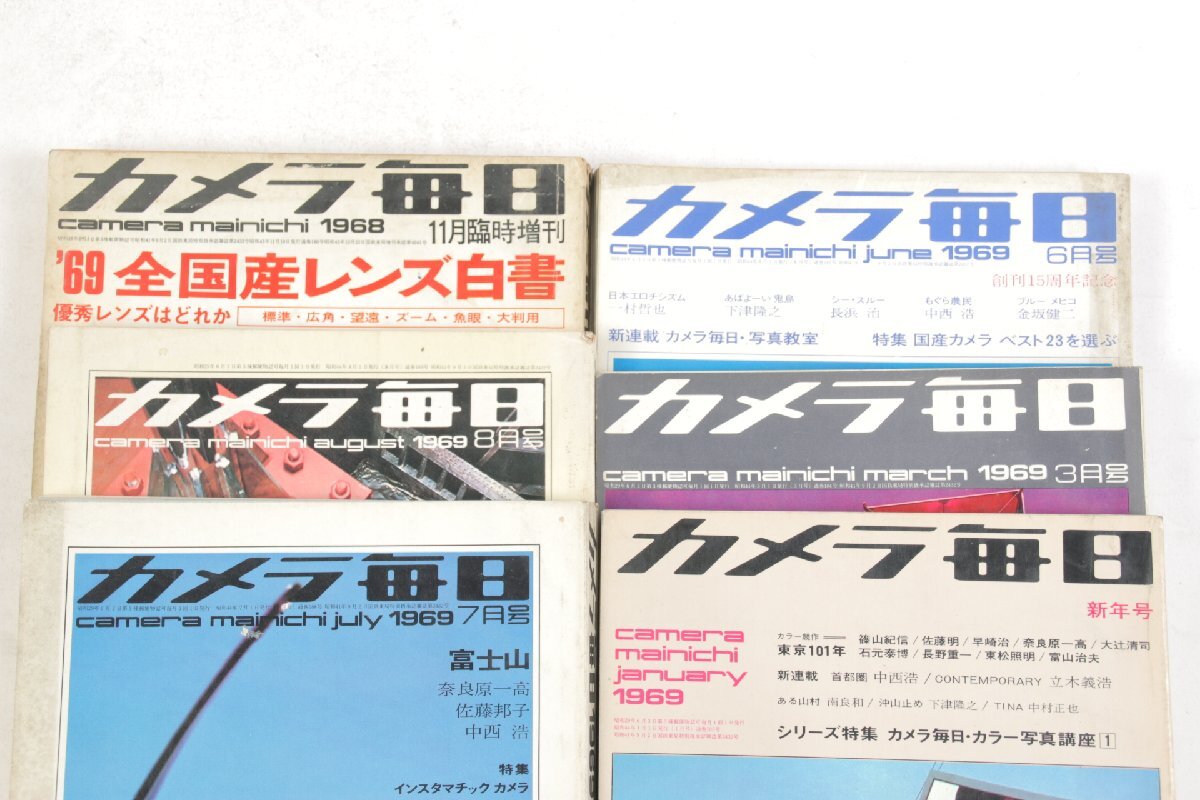 カメラ毎日
camera mainichi 1968 11月臨時増刊
'69 全国産レンズ白書
優秀レンズはどれか 標準・広角・望遠・ズーム・魚眼・大判用
カメラ毎日
camera mainichi august 1969 8月号
カメラ毎日
camera mainichi july 1969 7月号
富士山
奈良原一高
佐藤邦子
中西 浩
特集
インスタマチック カメラ
カメラ毎日
camera mainichi june 1969 6月号
創刊15周年記念
日本エロチシズム あばよーい鬼島 シー・スルー もぐら農民 ブルー メヒコ
一村哲也 下津隆之 長浜 治 中西 浩 金坂健二
新連載 カメラ毎日・写真教室 特集 国産カメラ ベスト23を選ぶ
カメラ毎日
camera mainichi march 1969 3月号
カメラ毎日
新年号
camera
mainichi
january
1969
カラー競作
東京101年
篠山紀信/佐藤明/早崎治/奈良原一高/大辻清司
石元泰博/長野重一/東松照明/富山治夫
新連載 首都圏 中西浩/CONTEMPORARY 立木義浩
ある山村 南良和/沖山止め 下津隆之/TINA 中村正也
シリーズ特集 カメラ毎日・カラー写真講座 1